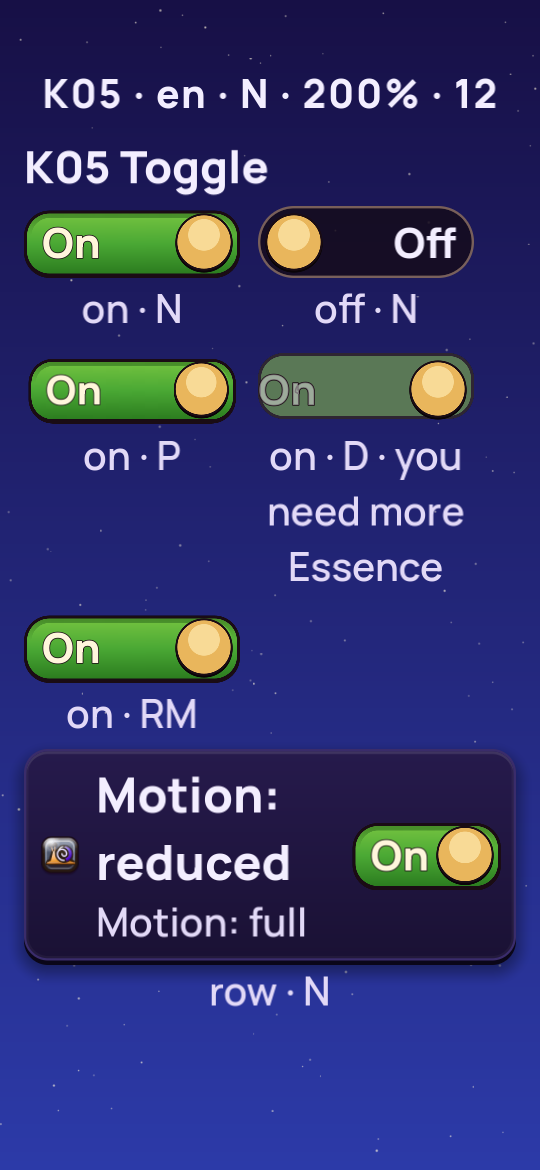 K05 · en · N · 200% · 12
K05 Toggle
On
Off
on · N
off · N
On
On
on · P
on · D · you
need more
Essence
On
on · RM
Motion:
reduced
Motion: full
On
row · N